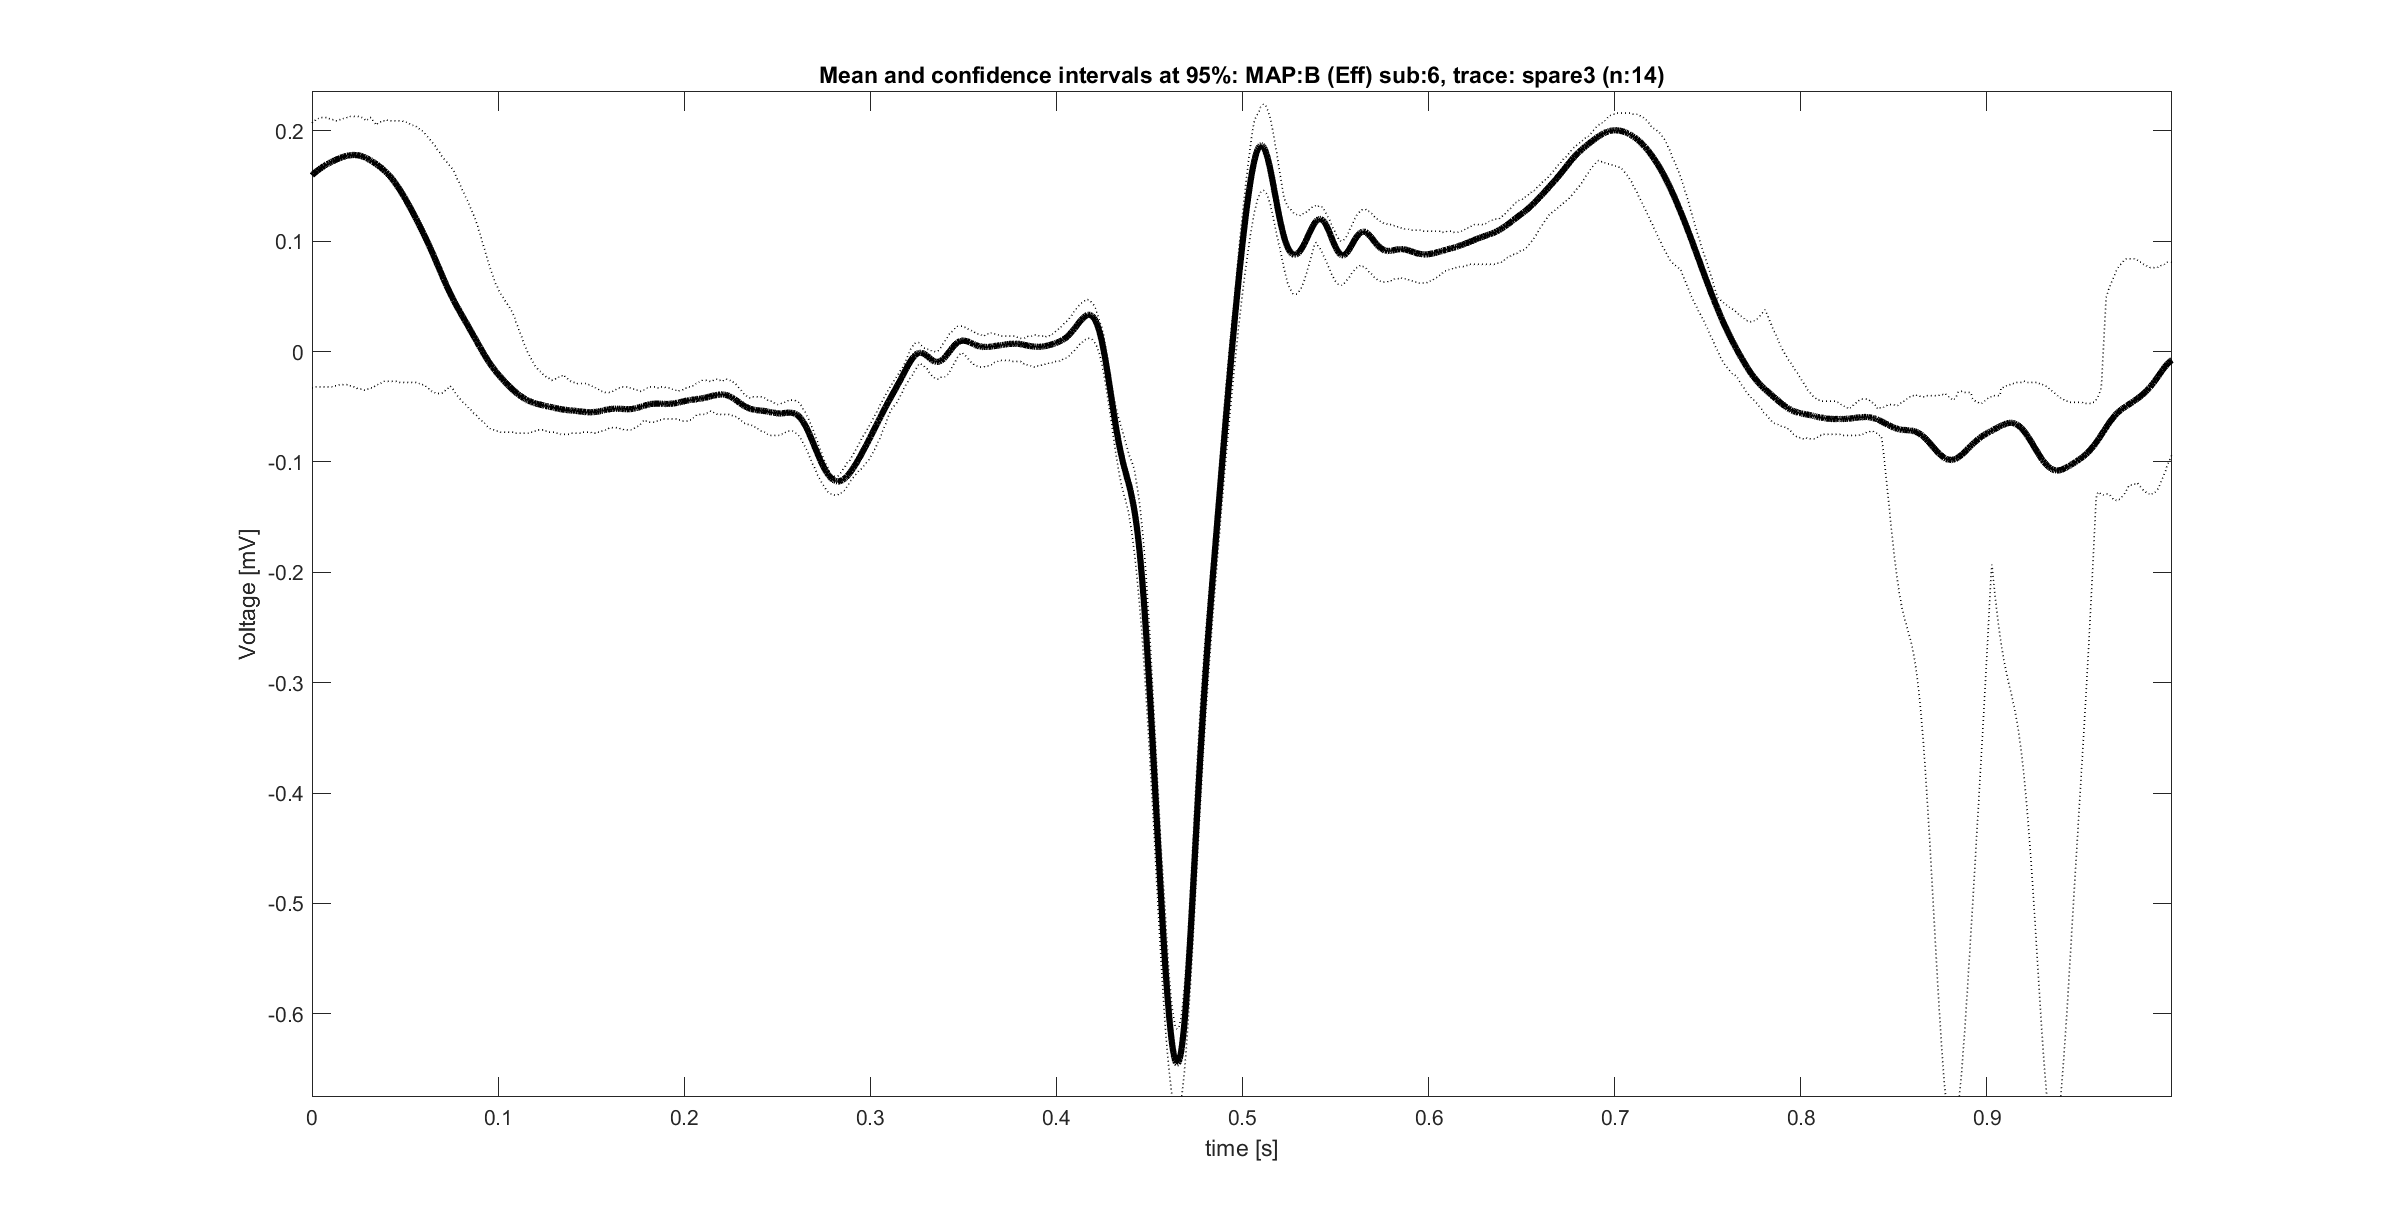 Mean and confidence intervals at 95%: MAP:B (Eff) sub:6, trace: spare3 (n:14)
0.2
0.1
0
-0.1
-0.2
-0.3
-0.4
-0.5
-0.6
Voltage [mV]
0 0.1 0.2 0.3 0.4 0.5 0.6 0.7 0.8 0.9
time [s]